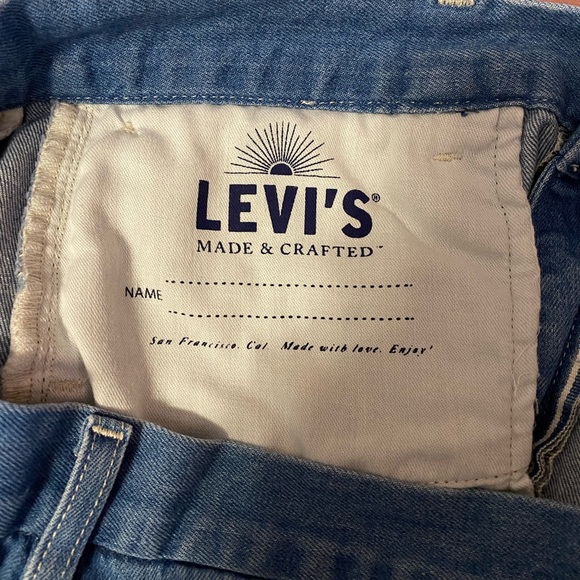 LEVI'S®
MADE & CRAFTED™
NAME
San Francisco. Cal. Made with love. Enjoy!